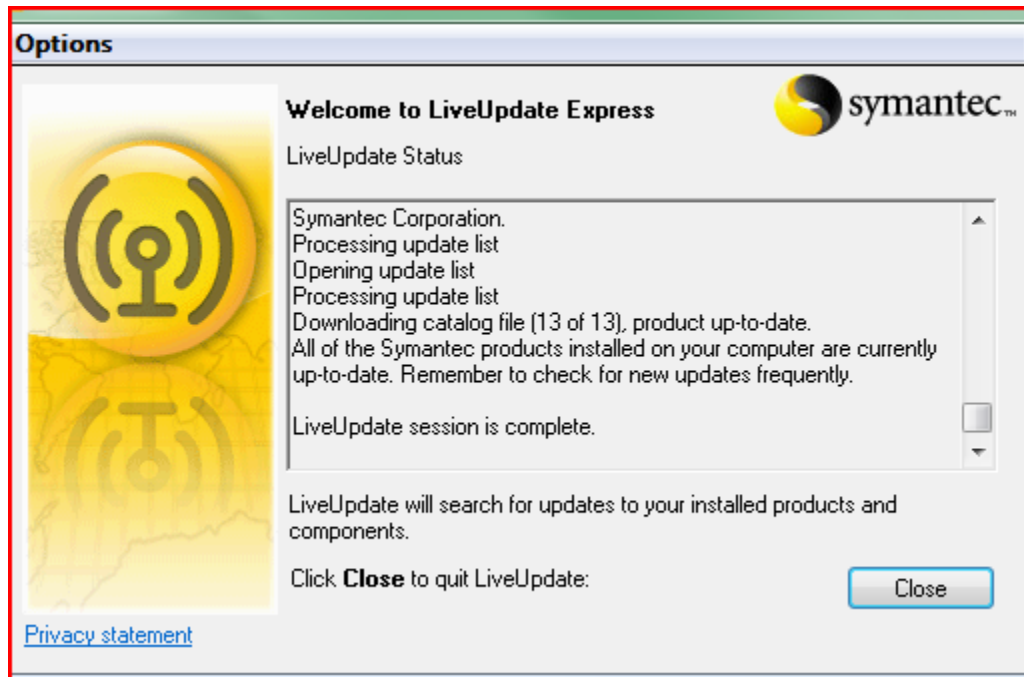 Options
Welcome to LiveUpdate Express
symantec™
LiveUpdate Status
Symantec Corporation.
Processing update list
Opening update list
Processing update list
Downloading catalog file (13 of 13), product up-to-date.
All of the Symantec products installed on your computer are currently
up-to-date. Remember to check for new updates frequently.
LiveUpdate session is complete.
LiveUpdate will search for updates to your installed products and
components.
Click Close to quit LiveUpdate:
Close
Privacy statement